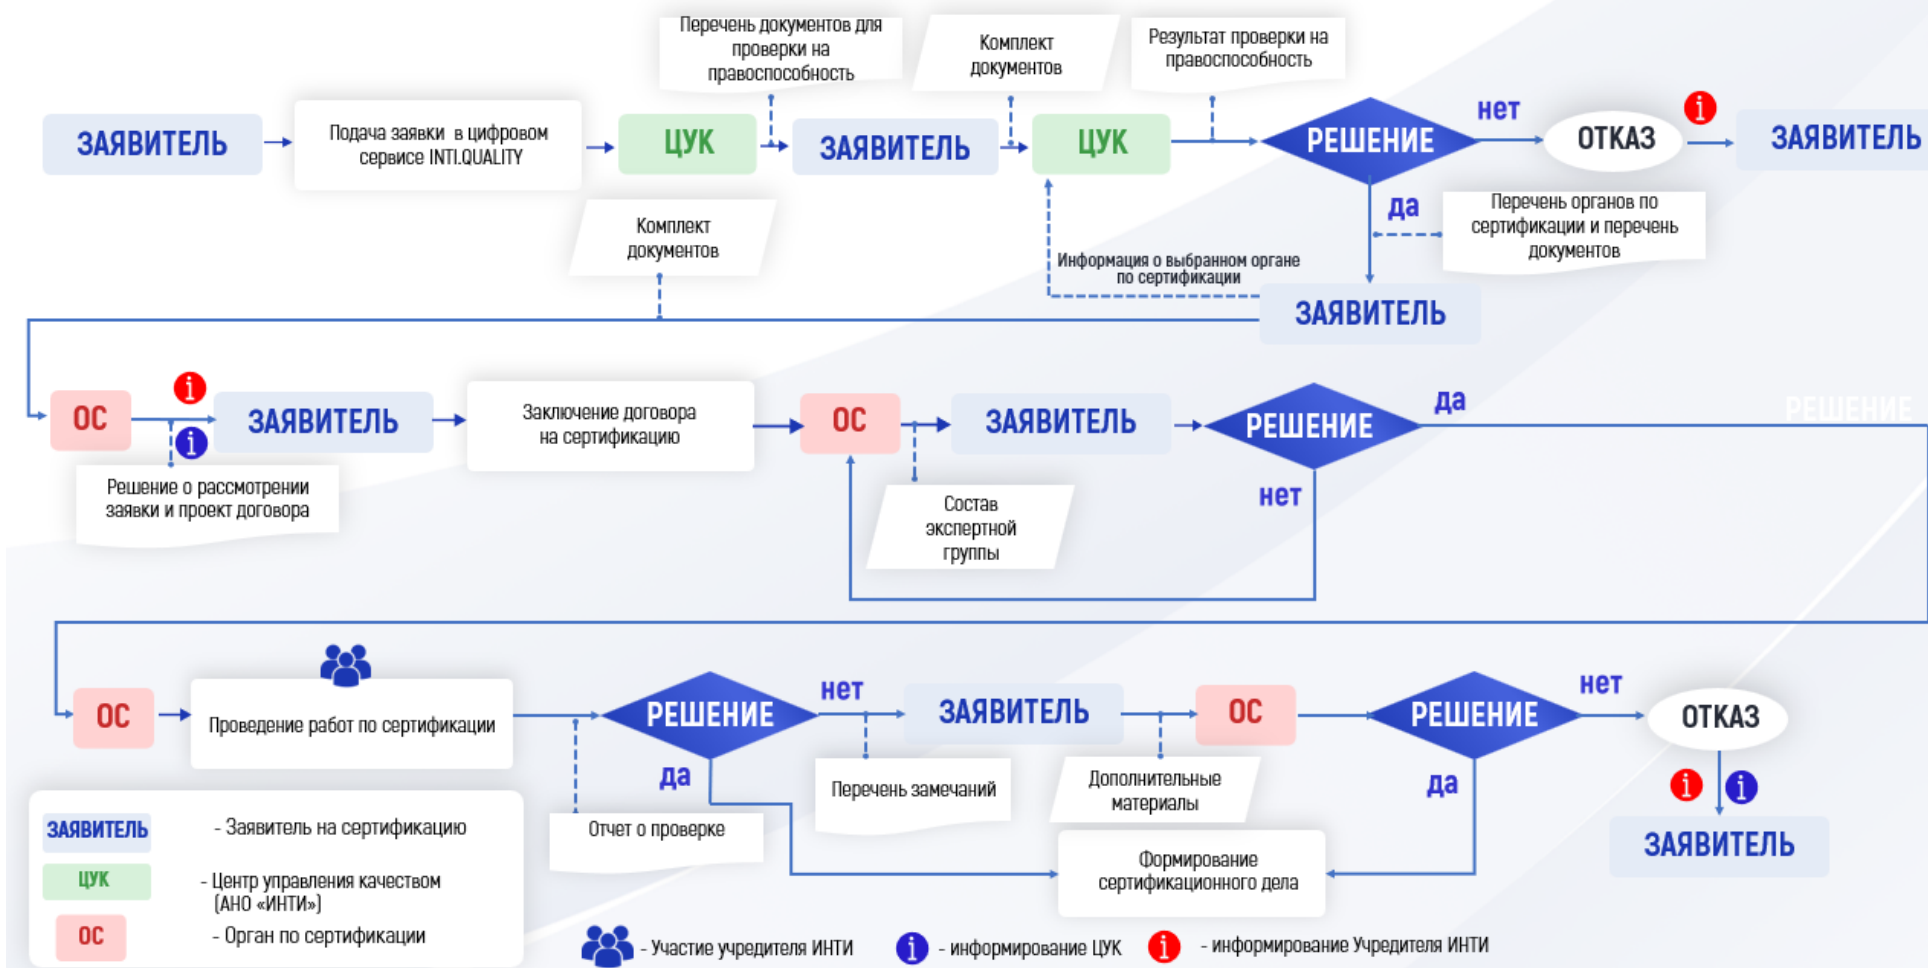 Перечень документов для
проверки на
правоспособность
Комплект
документов
Результат проверки на
правоспособность
ЗАЯВИТЕЛЬ
Подача заявки в цифровом
сервисе INTI.QUALITY
ЦУК
ЗАЯВИТЕЛЬ
ЦУК
РЕШЕНИЕ
нет
ОТКАЗ
i
ЗАЯВИТЕЛЬ
Комплект
документов
да
Перечень органов по
сертификации и перечень
документов
Информация о выбранном органе
по сертификации
ЗАЯВИТЕЛЬ
ОС
i
i
ЗАЯВИТЕЛЬ
Заключение договора
на сертификацию
ОС
ЗАЯВИТЕЛЬ
РЕШЕНИЕ
да
РЕШЕНИЕ
нет
Решение о рассмотрении
заявки и проект договора
Состав
экспертной
группы
ОС
Проведение работ по сертификации
РЕШЕНИЕ
нет
ЗАЯВИТЕЛЬ
ОС
РЕШЕНИЕ
нет
ОТКАЗ
да
Отчет о проверке
Перечень замечаний
Дополнительные
материалы
да
i
i
ЗАЯВИТЕЛЬ
Формирование
сертификационного дела
ЗАЯВИТЕЛЬ
- Заявитель на сертификацию
ЦУК
- Центр управления качеством
(АНО «ИНТИ»)
ОС
- Орган по сертификации
- Участие учредителя ИНТИ
i
- информирование ЦУК
i
- информирование Учредителя ИНТИ